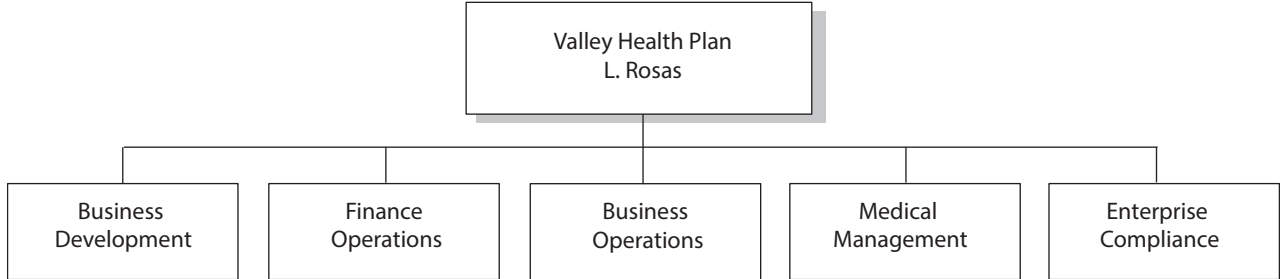 Valley Health Plan
L. Rosas
Business
Development
Finance
Operations
Business
Operations
Medical
Management
Enterprise
Compliance